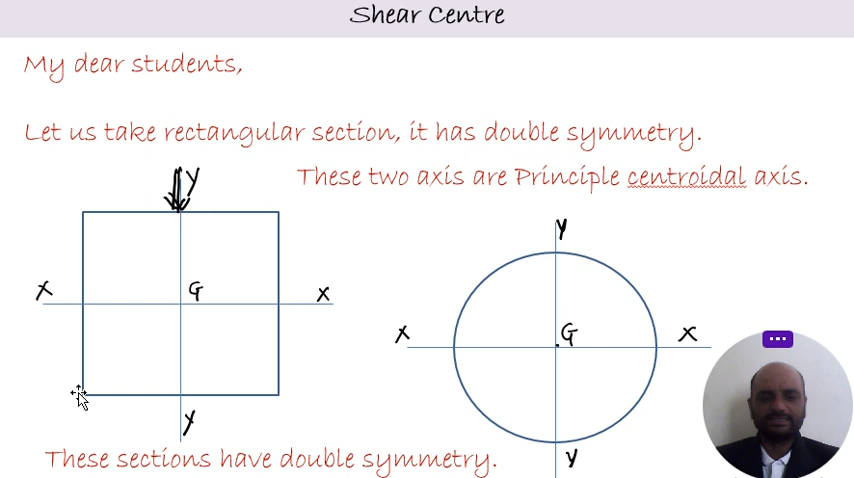 Shear Centre
My dear students,
Let us take rectangular section, it has double symmetry.
These two axis are Principle centroidal axis.
y
y
G
X
X
G
X
X
y
y
These sections have double symmetry.